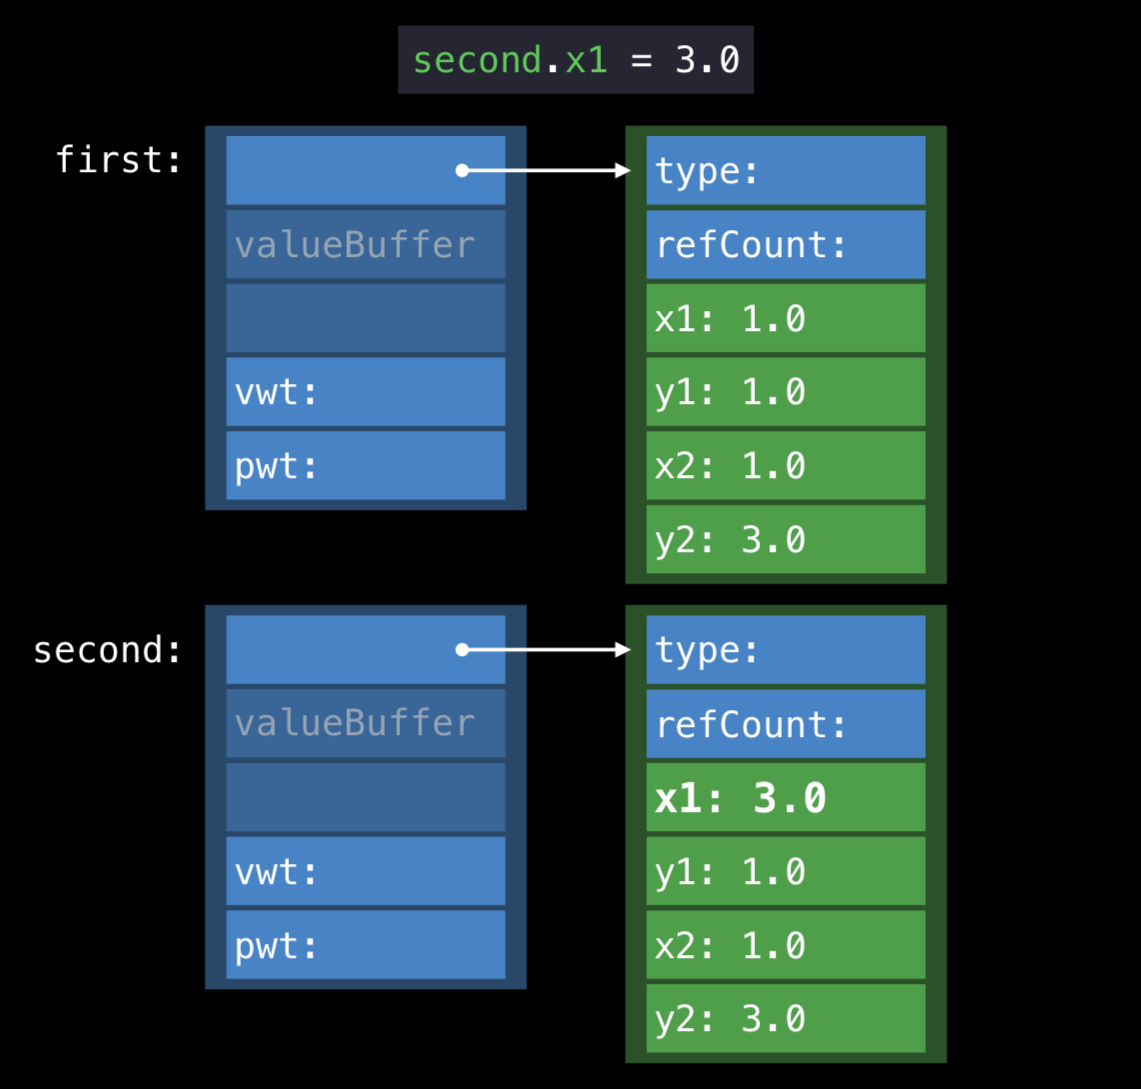 second.x1 = 3.0
first:
valueBuffer
vwt:
pwt:
type:
refCount:
x1: 1.0
y1: 1.0
x2: 1.0
y2: 3.0
second:
valueBuffer
vwt:
pwt:
type:
refCount:
x1: 3.0
y1: 1.0
x2: 1.0
y2: 3.0